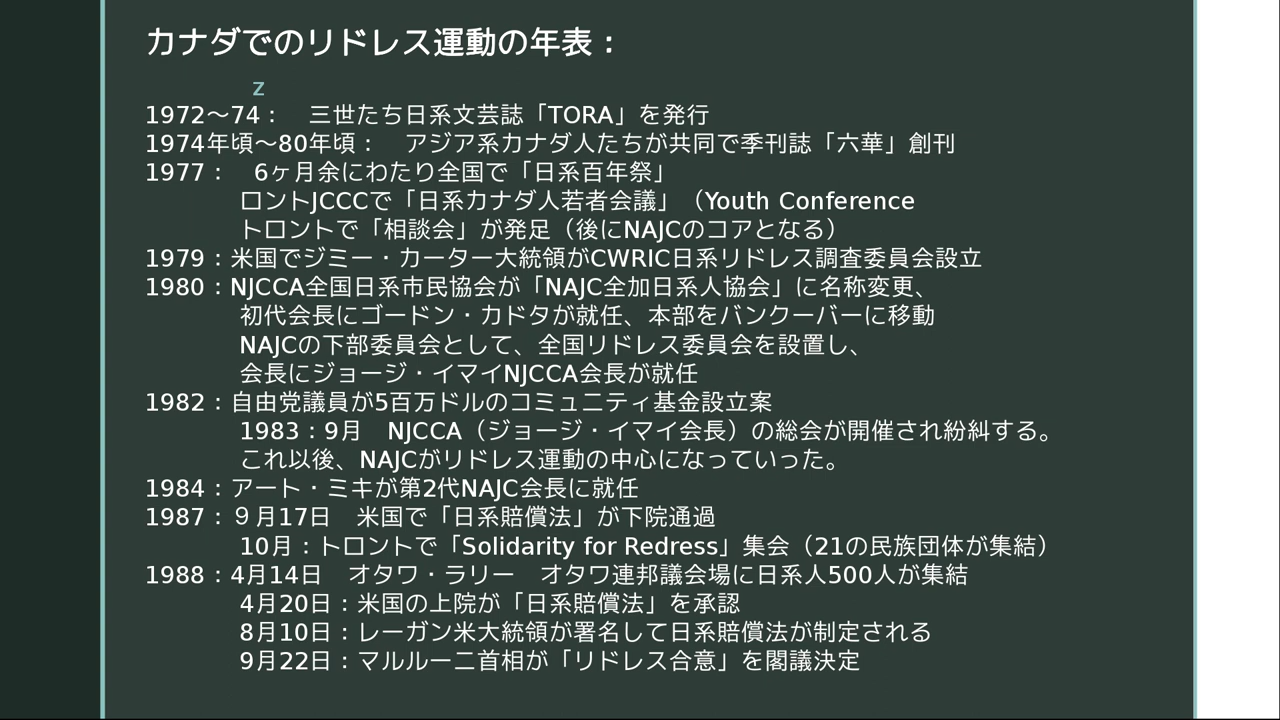 カナダでのリドレス運動の年表：
z
1972～74：　三世たち日系文芸誌「TORA」を発行
1974年頃～80年頃：　アジア系カナダ人たちが共同で季刊誌「六華」創刊
1977：　6ヶ月余にわたり全国で「日系百年祭」
ロントJCCCで「日系カナダ人若者会議」（Youth Conference
トロントで「相談会」が発足（後にNAJCのコアとなる）
1979：米国でジミー・カーター大統領がCWRIC日系リドレス調査委員会設立
1980：NJCCA全国日系市民協会が「NAJC全加日系人協会」に名称変更、
初代会長にゴードン・カドタが就任、本部をバンクーバーに移動
NAJCの下部委員会として、全国リドレス委員会を設置し、
会長にジョージ・イマイNJCCA会長が就任
1982：自由党議員が5百万ドルのコミュニティ基金設立案
1983：9月　NJCCA（ジョージ・イマイ会長）の総会が開催され紛糾する。
これ以後、NAJCがリドレス運動の中心になっていった。
1984：アート・ミキが第2代NAJC会長に就任
1987：９月17日　米国で「日系賠償法」が下院通過
10月：トロントで「Solidarity for Redress」集会（21の民族団体が集結）
1988：4月14日　オタワ・ラリー　オタワ連邦議会場に日系人500人が集結
4月20日：米国の上院が「日系賠償法」を承認
8月10日：レーガン米大統領が署名して日系賠償法が制定される
9月22日：マルルーニ首相が「リドレス合意」を閣議決定